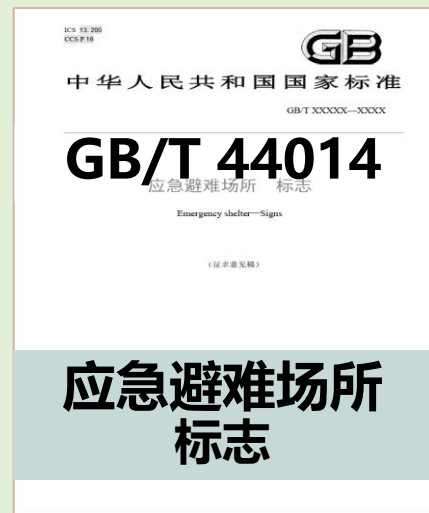 ICS 13.200
CCS P 18
GB
中华人民共和国国家标准
GB/T XXXXX—XXXX
GB/T 44014
应急避难场所 标志
Emergency shelter—Signs
（征求意见稿）
应急避难场所
标志